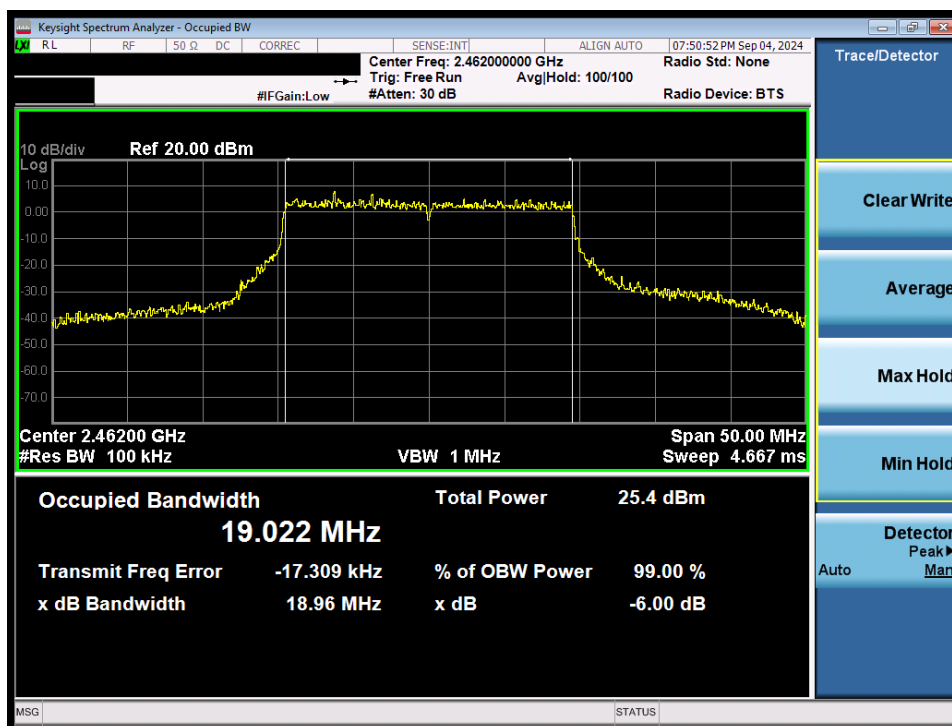 Keysight Spectrum Analyzer - Occupied BW
LXI RL RF 50 Ω DC CORREC SENSE:INT ALIGN AUTO 07:50:52 PM Sep 04, 2024
Center Freq: 2.462000000 GHz Radio Std: None
Trig: Free Run Avg|Hold: 100/100
#IFGain:Low #Atten: 30 dB Radio Device: BTS
10 dB/div Ref 20.00 dBm
Log
10.0
0.00
-10.0
-20.0
-30.0
-40.0
-50.0
-60.0
-70.0
Center 2.46200 GHz Span 50.00 MHz
#Res BW 100 kHz VBW 1 MHz Sweep 4.667 ms
Occupied Bandwidth Total Power 25.4 dBm
19.022 MHz
Transmit Freq Error -17.309 kHz % of OBW Power 99.00 %
x dB Bandwidth 18.96 MHz x dB -6.00 dB
MSG STATUS
Trace/Detector
Clear Write
Average
Max Hold
Min Hold
Detector
Peak
Auto Man